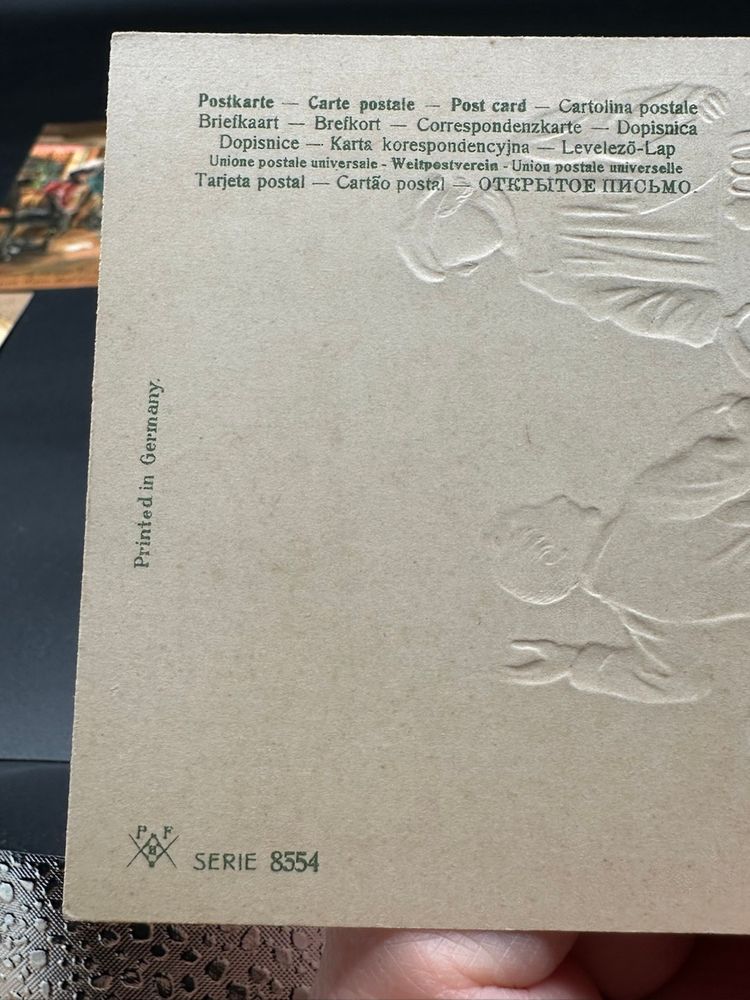 Postkarte — Carte postale — Post card — Cartolina postale
Briefkaart — Brefkort — Correspondenzkarte — Dopisnica
Dopisnice — Karta korespondencyjna — Levelező-Lap
Unione postale universale - Weltpostverein - Union postale universelle
Tarjeta postal — Cartão postal — ОТКРЫТОЕ ПИСЬМО.
Printed in Germany.
P F
B
SERIE 8554